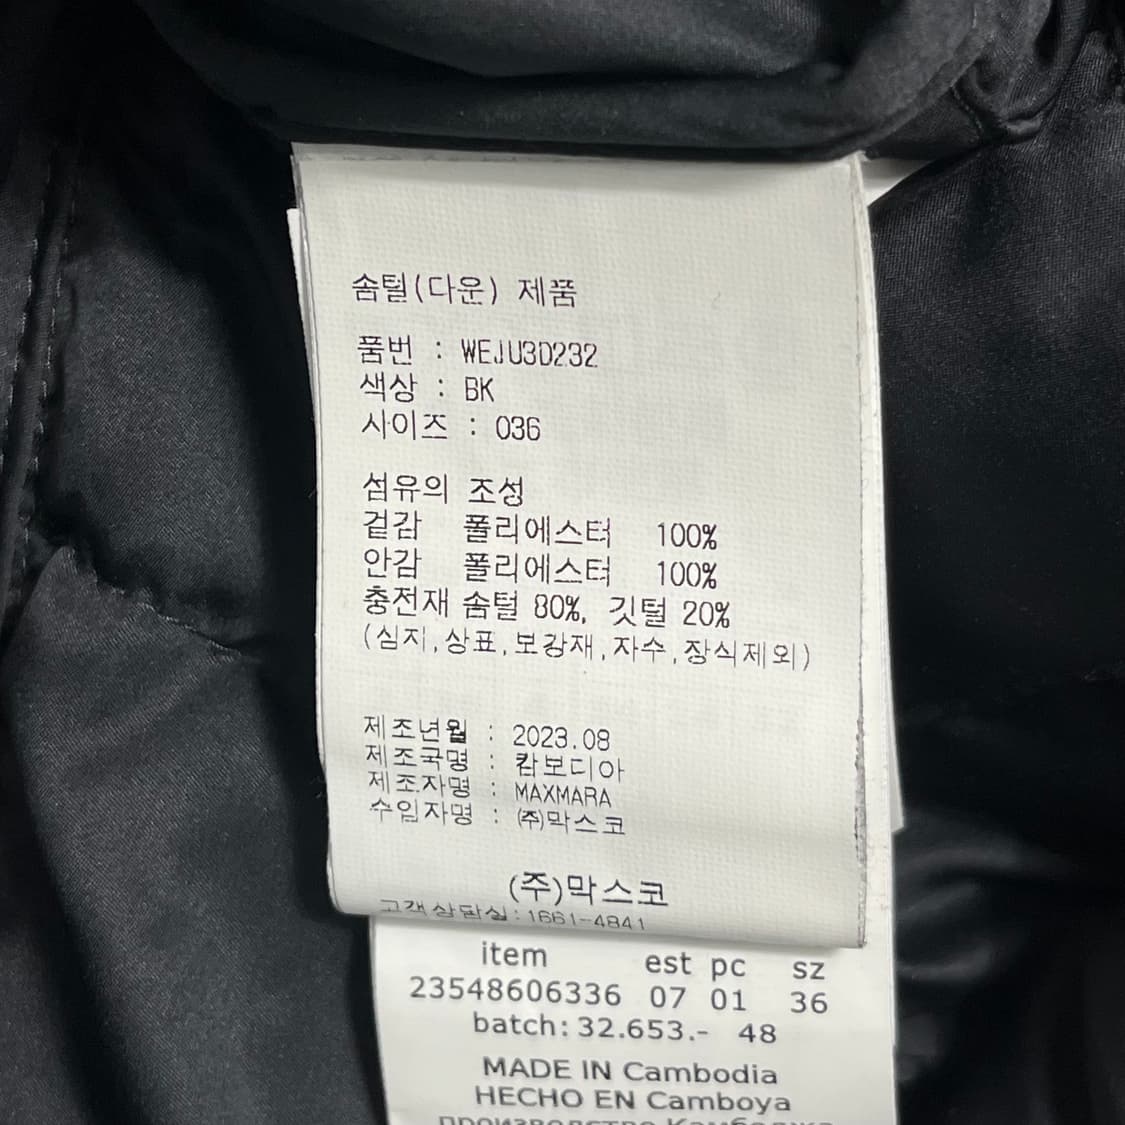 솜털(다운) 제품
품번 : WEJU3D232
색상 : BK
사이즈 : 036
섬유의 조성
겉감 폴리에스터 100%
안감 폴리에스터 100%
충전재 솜털 80%, 깃털 20%
(심지,상표,보강재,자수,장식제외)
제조년월 : 2023.08
제조국명 : 캄보디아
제조자명 : MAXMARA
수입자명 : ㈜막스코
(주)막스코
고객상담실:1661-4841
item est pc sz
23548606336 07 01 36
batch: 32.653.- 48
MADE IN Cambodia
HECHO EN Camboya
производство Камбоджа